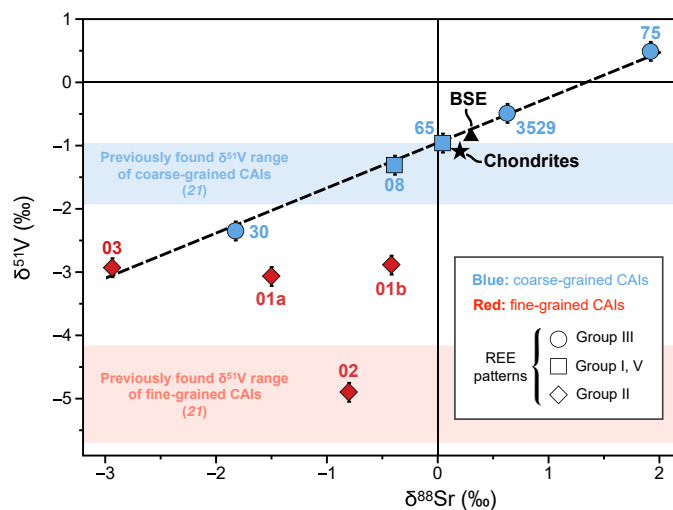 1
0
−1
−2
−3
−4
−5
δ⁵¹V (‰)
75
BSE
65
3529
Chondrites
Previously found δ⁵¹V range
of coarse-grained CAIs
(21)
08
30
03
01a
01b
02
Previously found δ⁵¹V range
of fine-grained CAIs
(21)
Blue: coarse-grained CAIs
Red: fine-grained CAIs
REE
patterns
Group III
Group I, V
Group II
−3 −2 −1 0 1 2
δ⁸⁸Sr (‰)